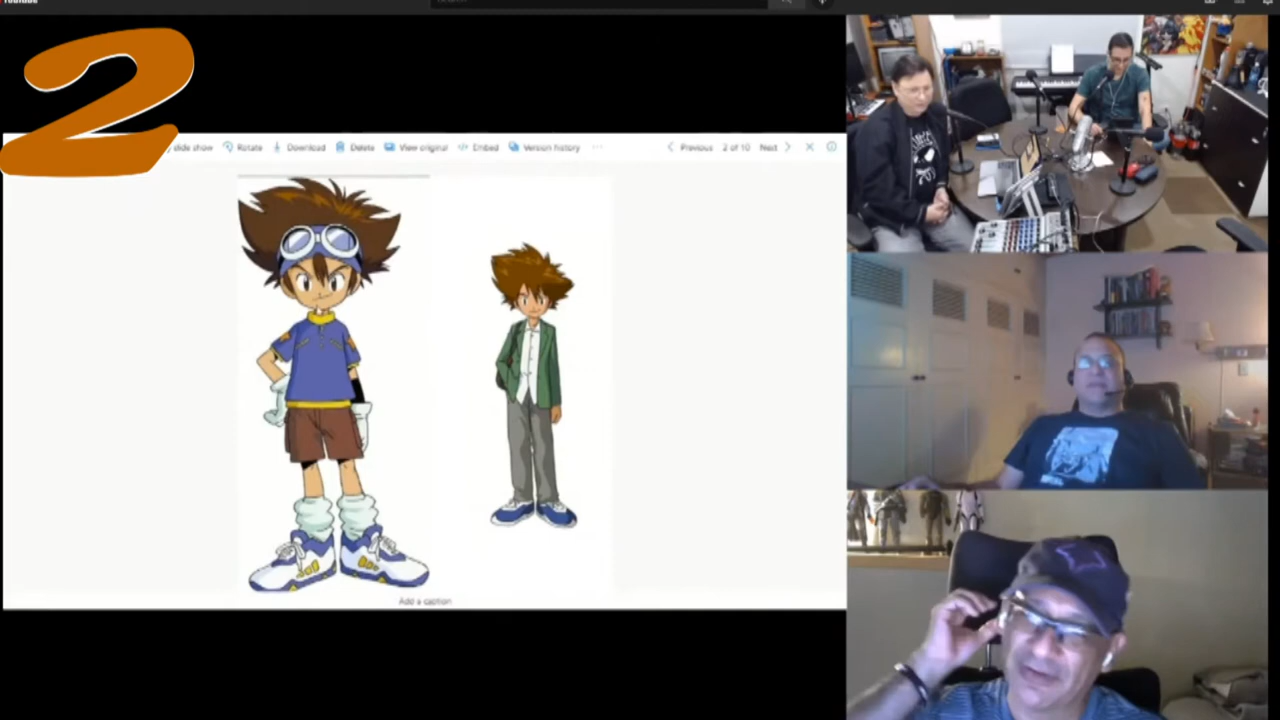 2
slide show Rotate Download Delete View original Embed Version history ... Previous 2 of 10 Next
Add a caption